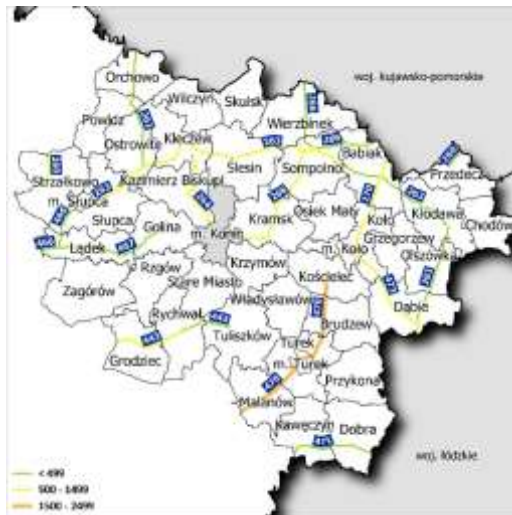 Orchowo
woj. kujawsko-pomorskie
Wilczyn
Skulsk
Powidz
Wierzbinek
Ostrowite
Kleczew
Babiak
Ślesin
Sompolno
Przedecz
Strzałkowo
Kazimierz Biskupi
m. Słupca
Słupca
Osiek Mały
Koło
Kłodawa
Chodów
Golina
Kramsk
Lądek
m. Konin
m. Koło
Grzegorzew
Olszówka
Rzgów
Krzymów
Kościelec
Zagórów
Stare Miasto
Władysławów
Dąbie
Rychwał
443
Brudzew
Tuliszków
Turek
Grodziec
m. Turek
470
Przykona
Malanów
Kawęczyn
Dobra
woj. łódzkie
< 499
500 - 1499
1500 - 2499